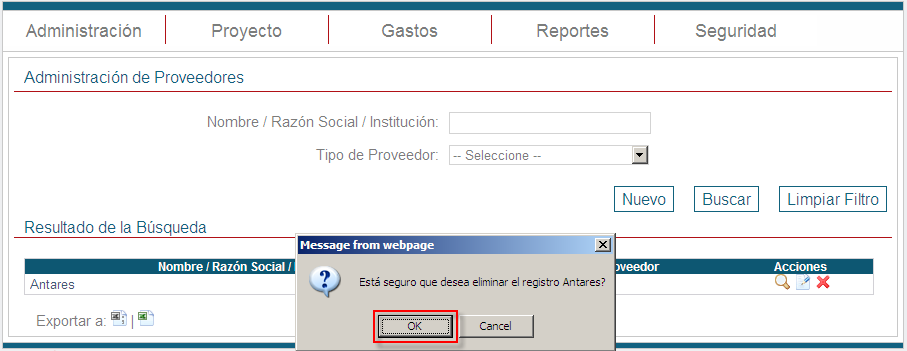 Administración Proyecto Gastos Reportes Seguridad
Administración de Proveedores
Nombre / Razón Social / Institución:
Tipo de Proveedor: -- Seleccione --
Nuevo Buscar Limpiar Filtro
Resultado de la Búsqueda
Message from webpage
Nombre / Razón Social / oveedor Acciones
Antares
Está seguro que desea eliminar el registro Antares?
Exportar a: |
OK Cancel